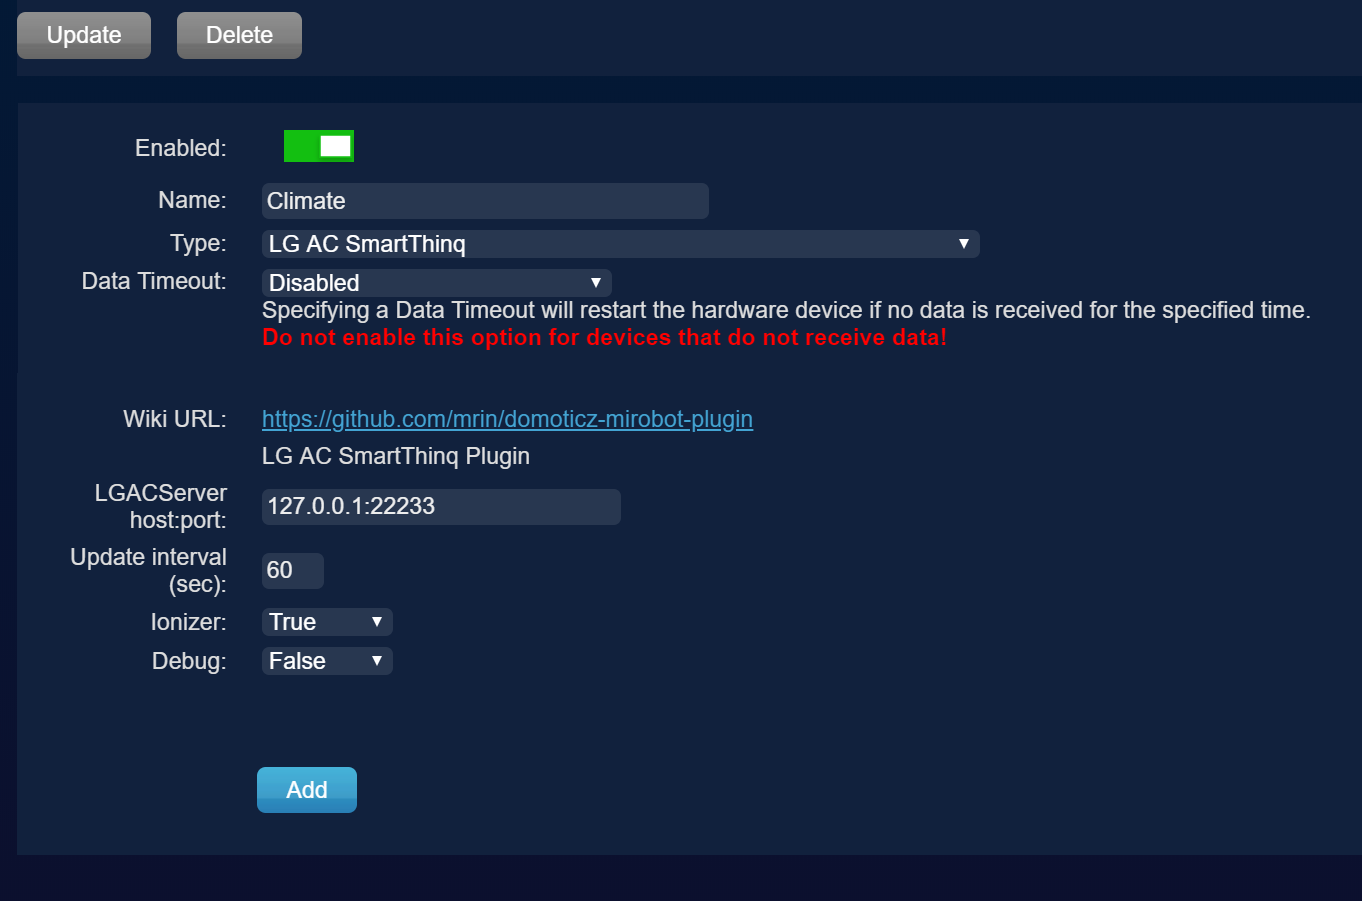 Update Delete
Enabled:
Name: Climate
Type: LG AC SmartThinq
Data Timeout: Disabled
Specifying a Data Timeout will restart the hardware device if no data is received for the specified time.
Do not enable this option for devices that do not receive data!
Wiki URL: https://github.com/mrin/domoticz-mirobot-plugin
LG AC SmartThinq Plugin
LGACServer
host:port: 127.0.0.1:22233
Update interval
(sec): 60
Ionizer: True
Debug: False
Add